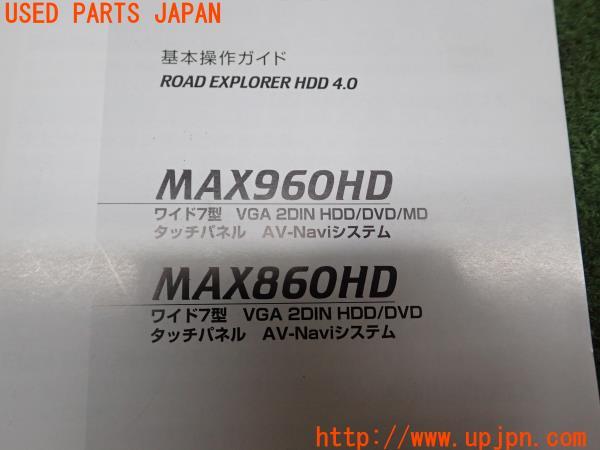 USED PARTS JAPAN
基本操作ガイド
ROAD EXPLORER HDD 4.0
MAX960HD
ワイド7型 VGA 2DIN HDD/DVD/MD
タッチパネル AV-Naviシステム
MAX860HD
ワイド7型 VGA 2DIN HDD/DVD
タッチパネル AV-Naviシステム
http://www.upjpn.com/